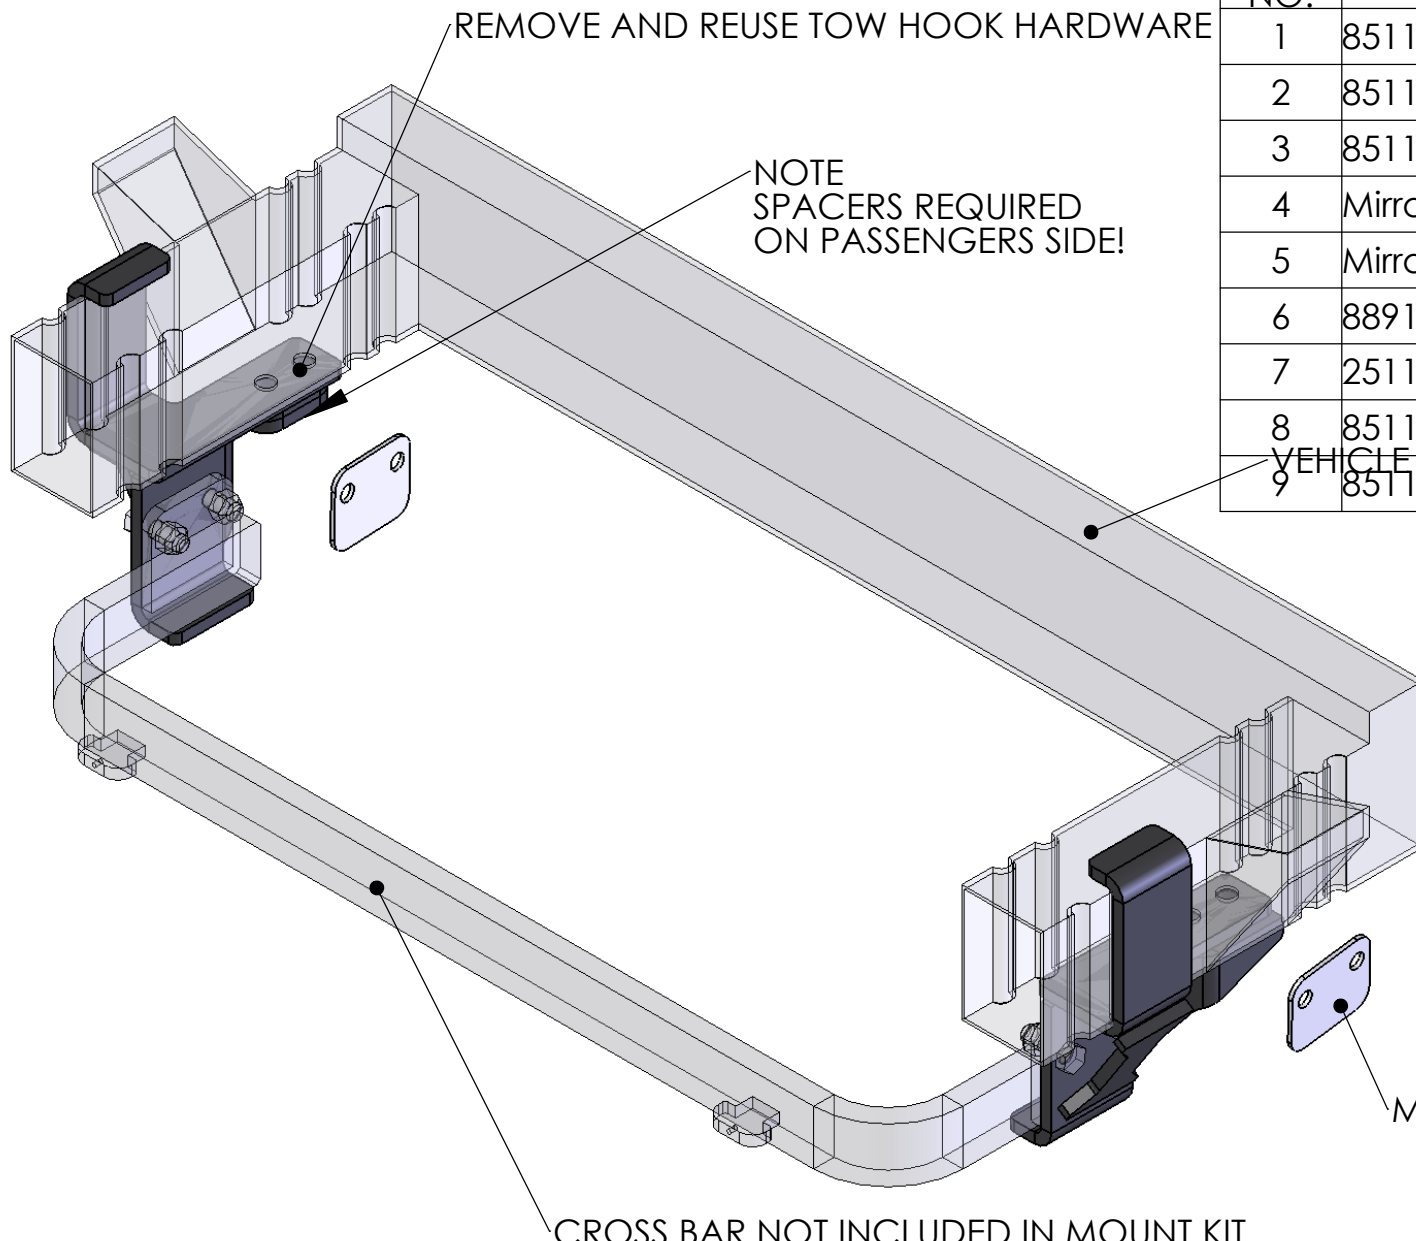 REMOVE AND REUSE TOW HOOK HARDWARE
NOTE
SPACERS REQUIRED
ON PASSENGERS SIDE!
NO.
1 8511
2 8511
3 8511
4 Mirro
5 Mirro
6 8891
7 2511
8 8511
VEHICLE
9 8511
M
CROSS BAR NOT INCLUDED IN MOUNT KIT